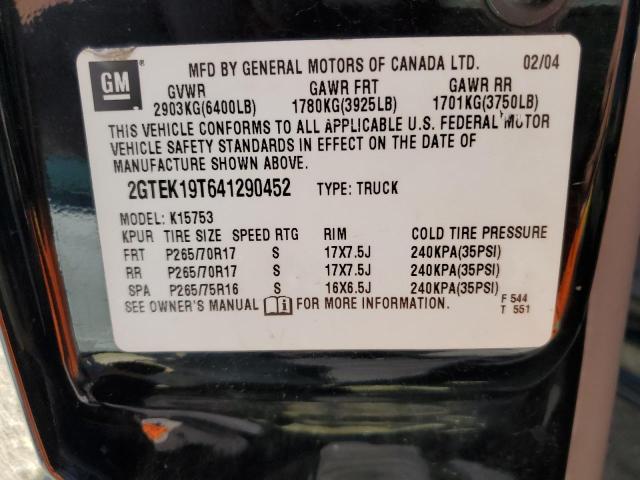 GM ® MFD BY GENERAL MOTORS OF CANADA LTD. 02/04
GVWR GAWR FRT GAWR RR
2903KG(6400LB) 1780KG(3925LB) 1701KG(3750LB)
THIS VEHICLE CONFORMS TO ALL APPLICABLE U.S. FEDERAL MOTOR
VEHICLE SAFETY STANDARDS IN EFFECT ON THE DATE OF
MANUFACTURE SHOWN ABOVE.
2GTEK19T641290452 TYPE: TRUCK
MODEL: K15753
KPUR TIRE SIZE SPEED RTG RIM COLD TIRE PRESSURE
FRT P265/70R17 S 17X7.5J 240KPA(35PSI)
RR P265/70R17 S 17X7.5J 240KPA(35PSI)
SPA P265/75R16 S 16X6.5J 240KPA(35PSI)
SEE OWNER'S MANUAL FOR MORE INFORMATION. F 544
T 551